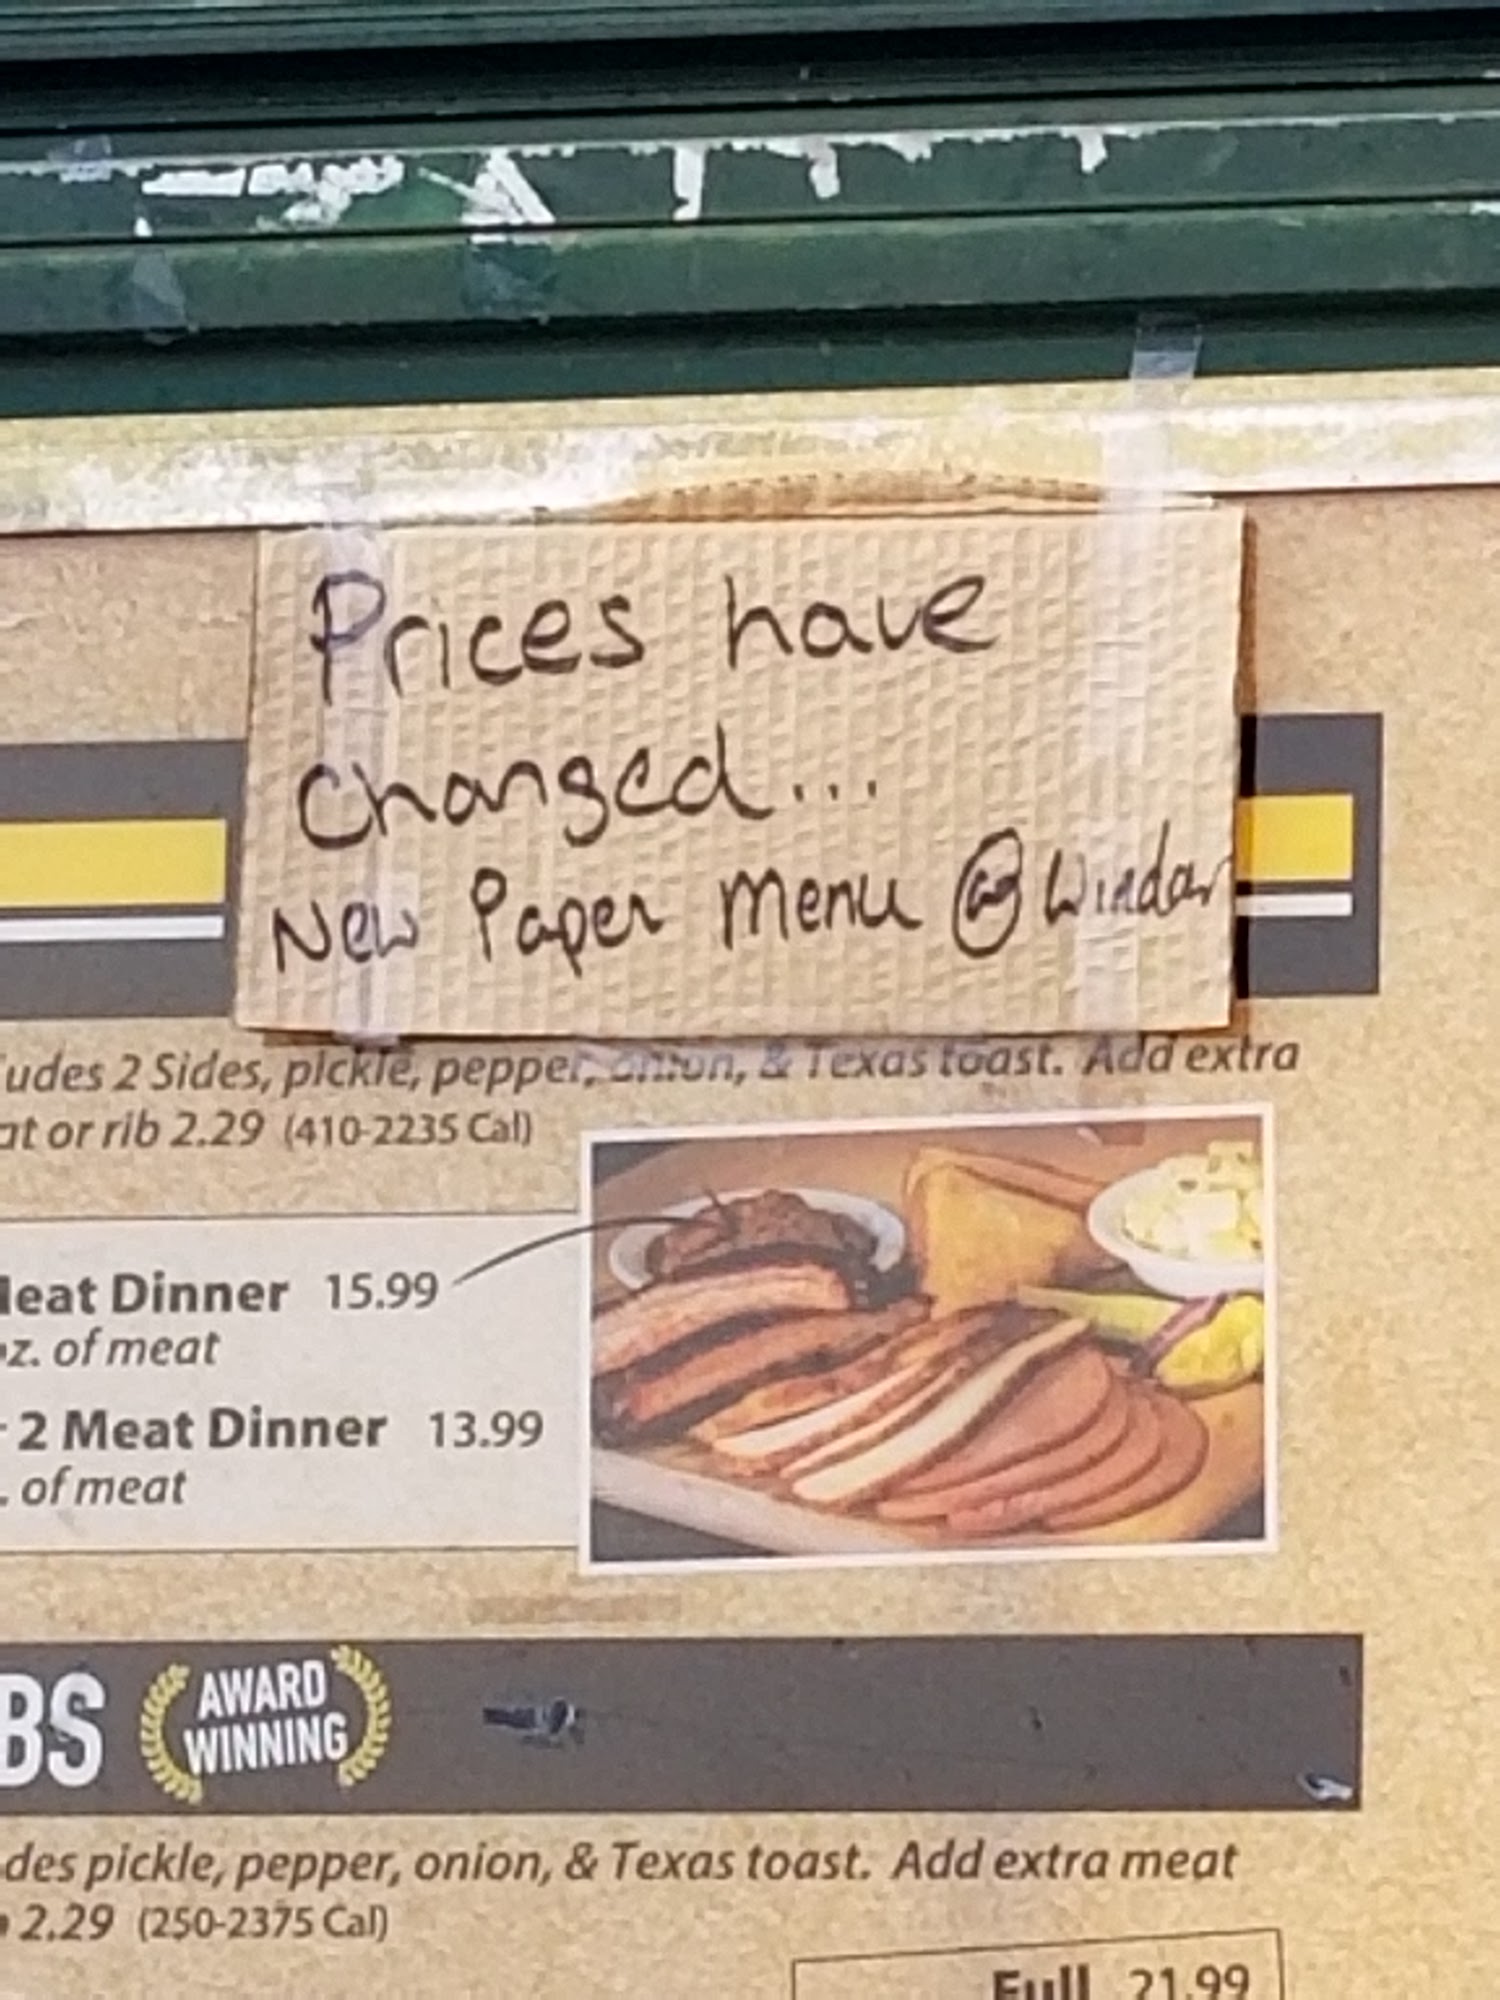 Prices have
changed...
New Paper Menu @ Window
udes 2 Sides, pickle, pepper, onion, & Texas toast. Add extra
at or rib 2.29 (410-2235 Cal)
Meat Dinner 15.99
oz. of meat
2 Meat Dinner 13.99
. of meat
BS AWARD
WINNING
des pickle, pepper, onion, & Texas toast. Add extra meat
2.29 (250-2375 Cal)
Full 21.99